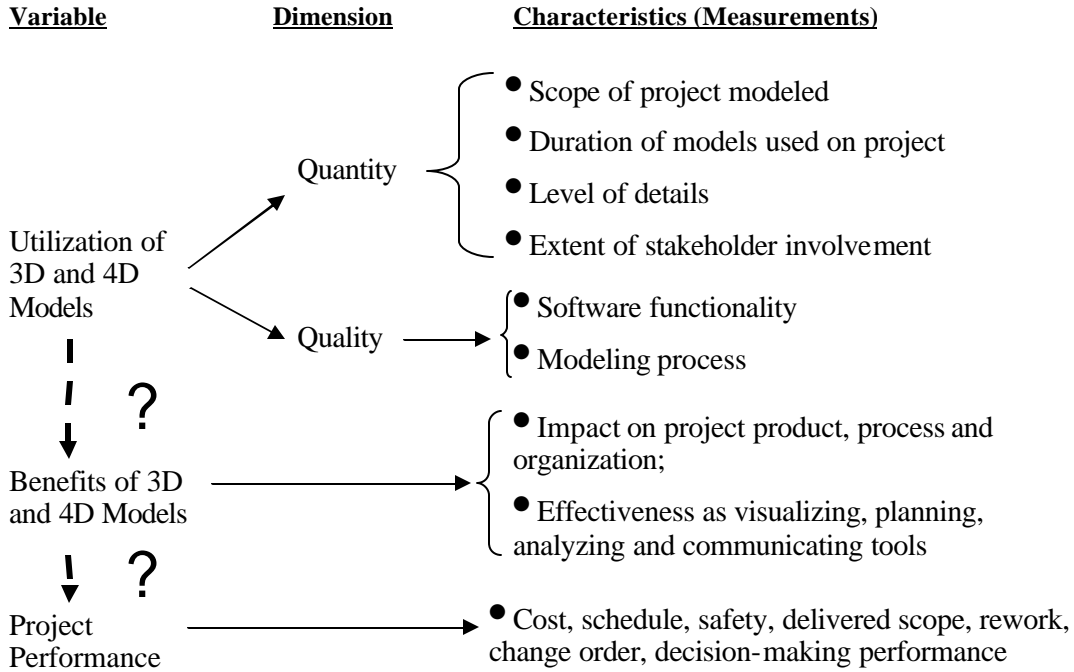 Variable Dimension Characteristics (Measurements)
• Scope of project modeled
• Duration of models used on project
Quantity
• Level of details
• Extent of stakeholder involvement
Utilization of
3D and 4D
Models
• Software functionality
Quality
• Modeling process
?
• Impact on project product, process and
organization;
Benefits of 3D
and 4D Models
• Effectiveness as visualizing, planning,
analyzing and communicating tools
?
Project
Performance
• Cost, schedule, safety, delivered scope, rework,
change order, decision-making performance